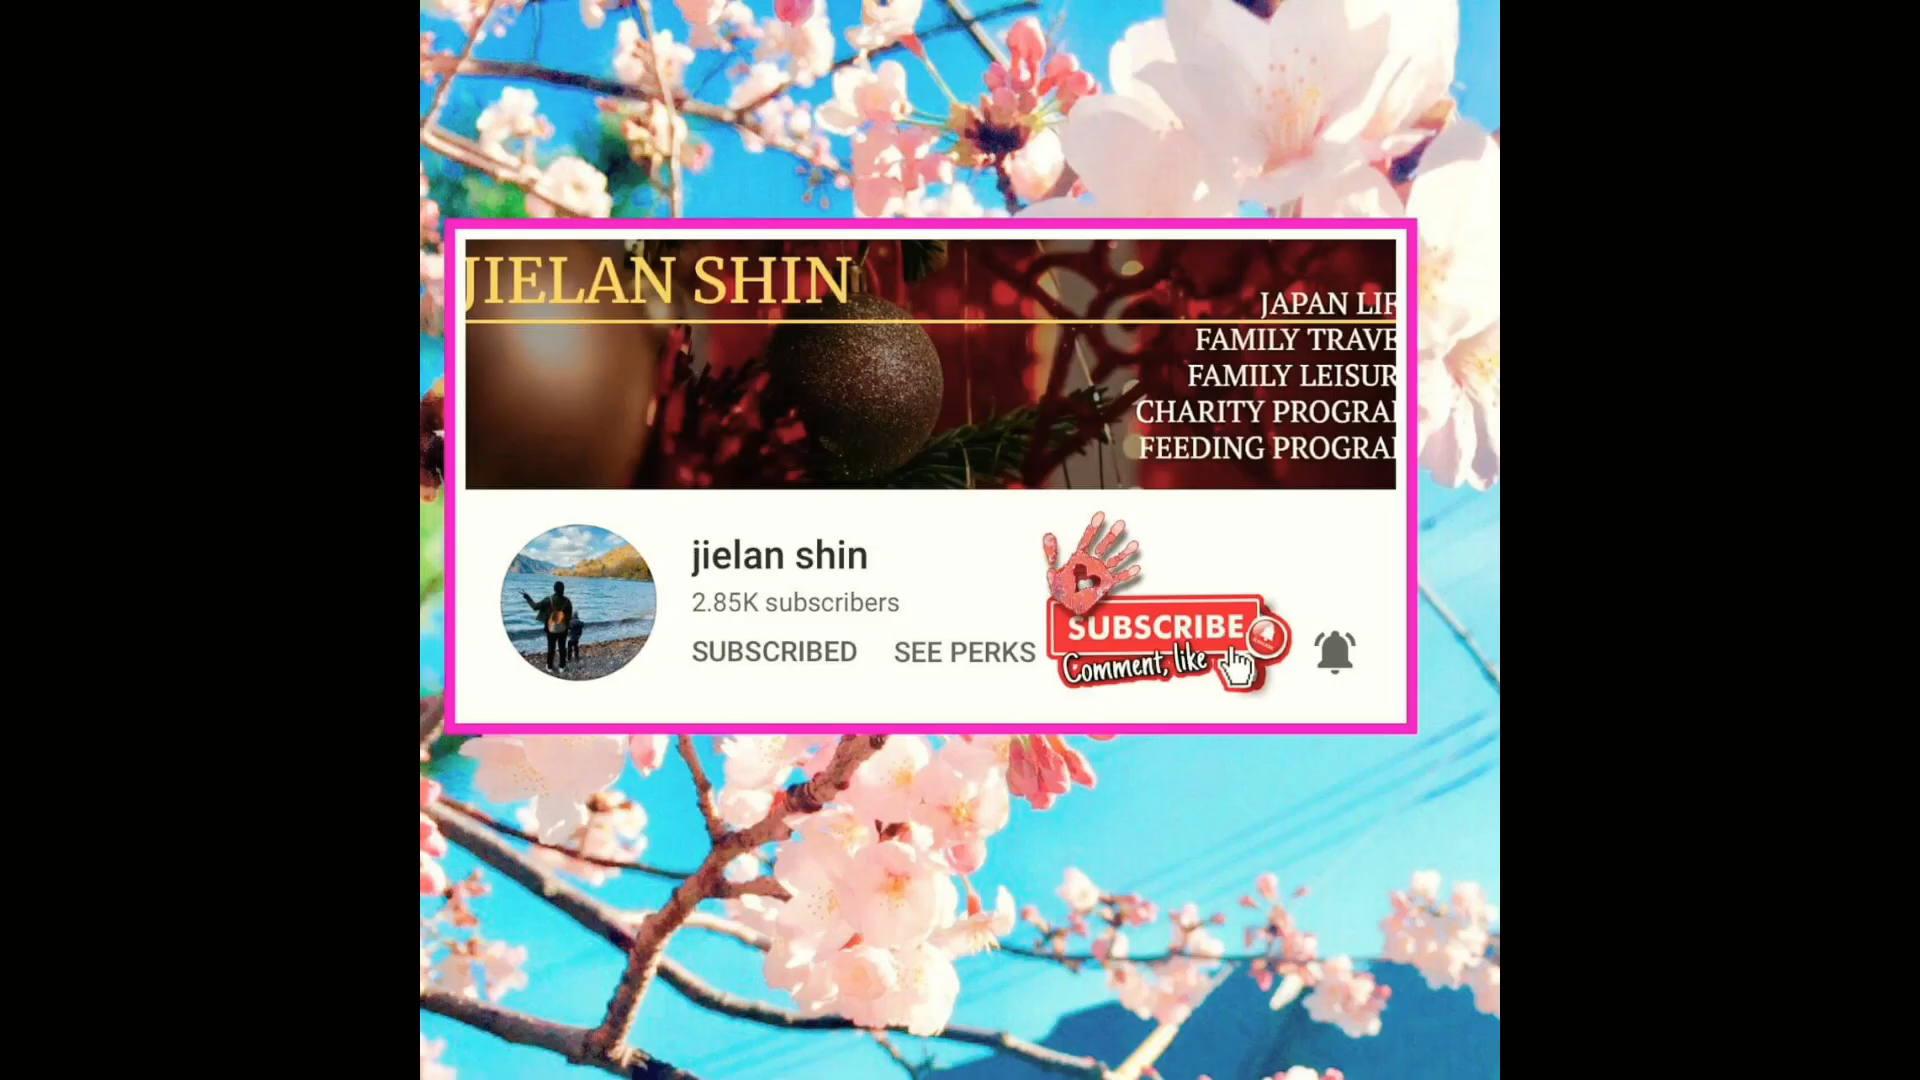 JIELAN SHIN
JAPAN LIF
FAMILY TRAVE
FAMILY LEISUR
CHARITY PROGRA
FEEDING PROGRA
jielan shin
2.85K subscribers
SUBSCRIBED SEE PERKS
SUBSCRIBE
Comment, like